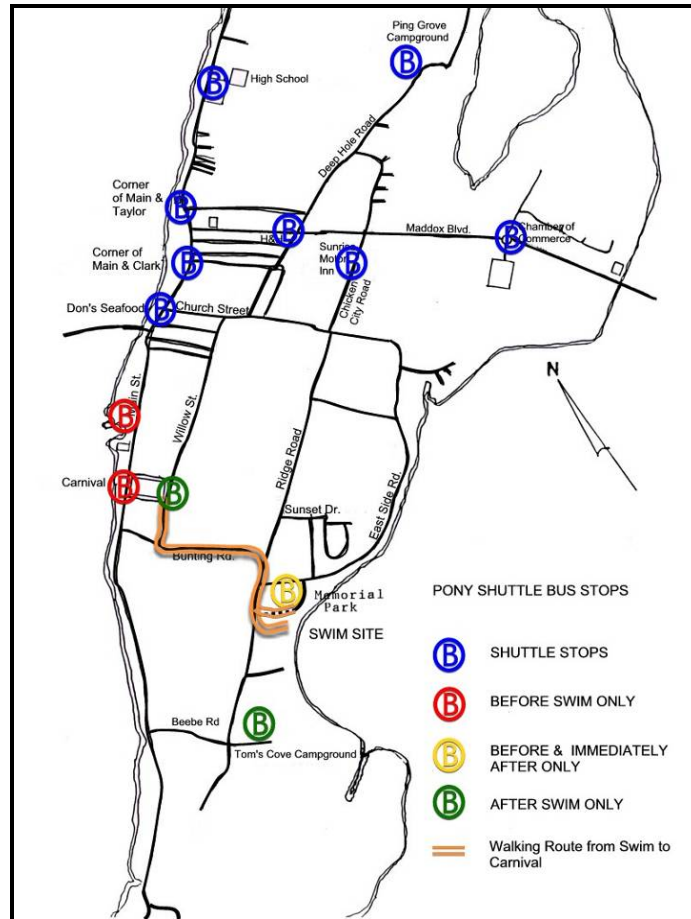 Ping Grove
Campground
B
B
High School
Deep Hole Road
Corner
of Main &
Taylor
B
B
H&
Maddox Blvd.
B
Chamber of
Commerce
Corner of
Main & Clark
B
Sunrise
Motor
Inn
B
Chicken
City Road
Don's Seafood
B
Church Street
N
B
Main St.
Willow St.
Ridge Road
East Side Rd.
Carnival
B
B
Sunset Dr.
Bunting Rd.
B
Memorial
Park
SWIM SITE
Beebe Rd
B
Tom's Cove Campground
PONY SHUTTLE BUS STOPS
B SHUTTLE STOPS
B BEFORE SWIM ONLY
B BEFORE & IMMEDIATELY
AFTER ONLY
B AFTER SWIM ONLY
Walking Route from Swim to
Carnival